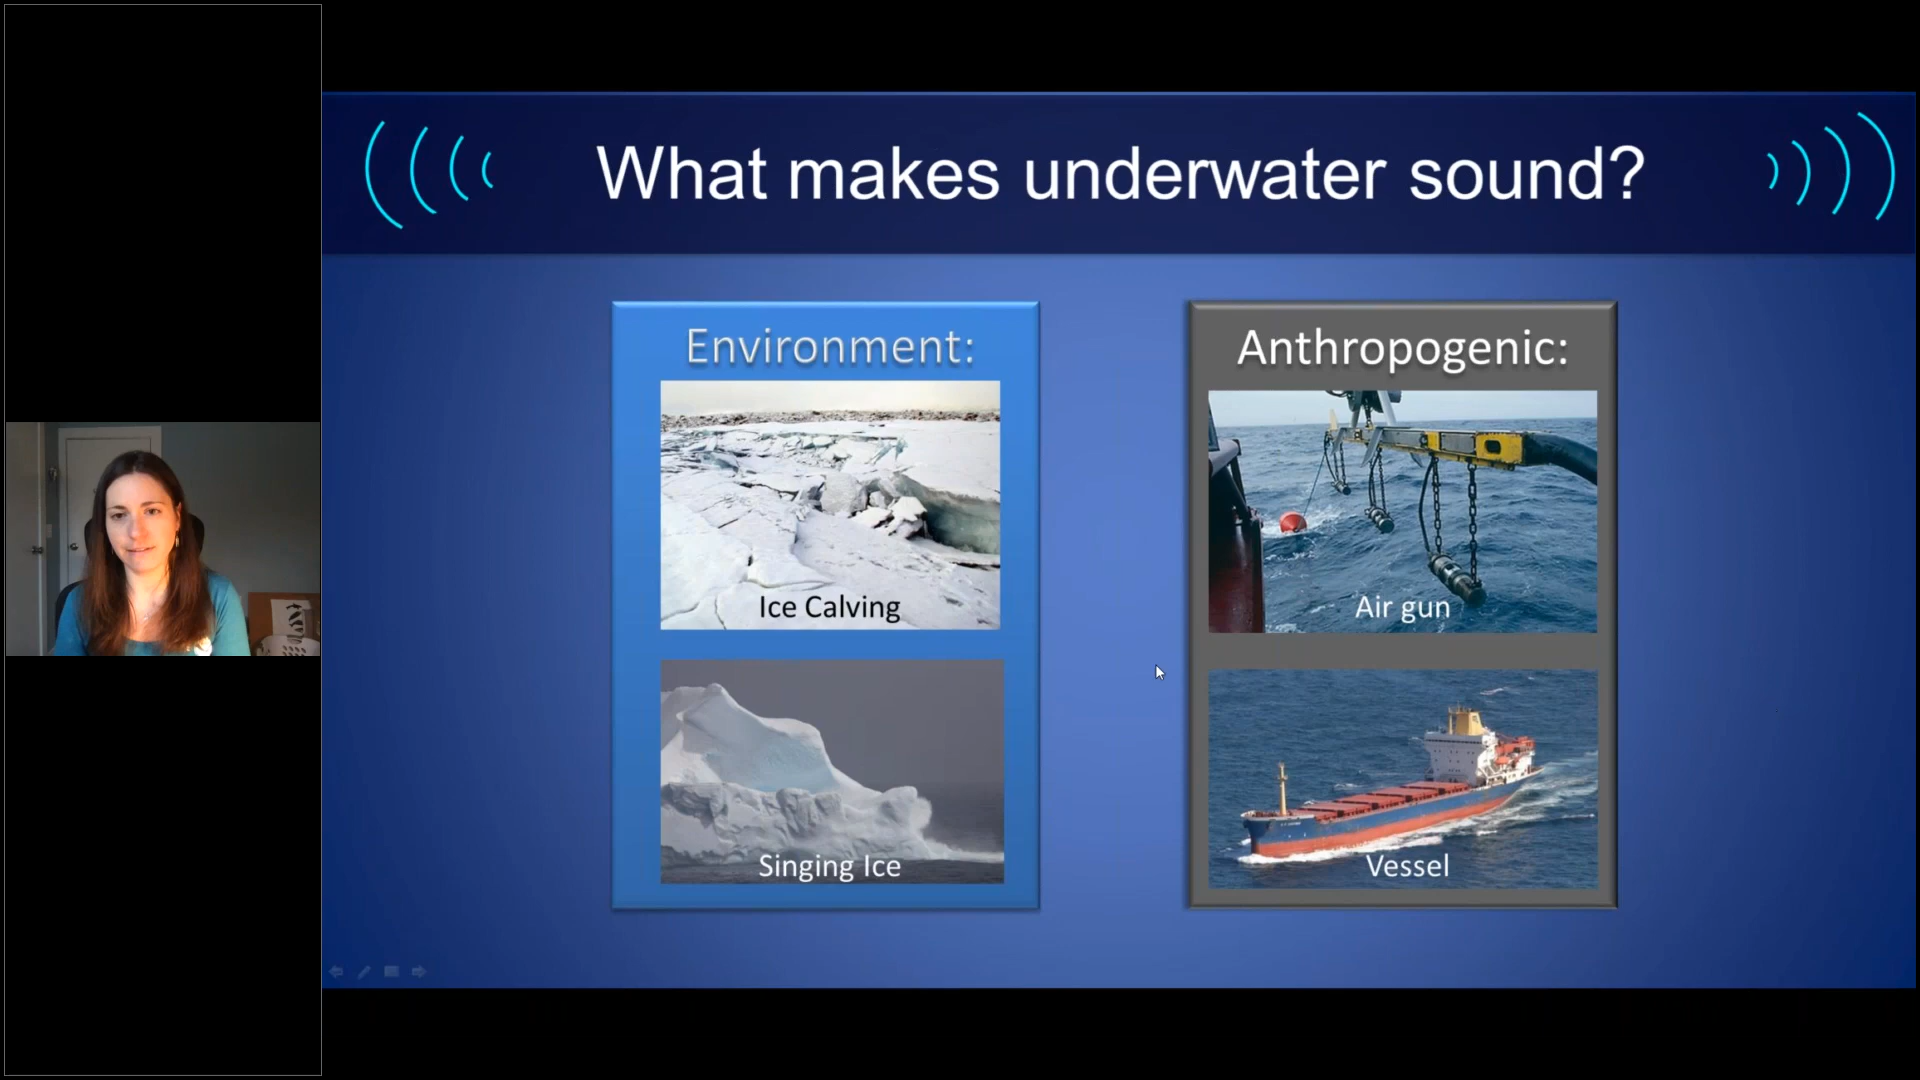 What makes underwater sound?
Environment:
Ice Calving
Singing Ice
Anthropogenic:
Air gun
Vessel